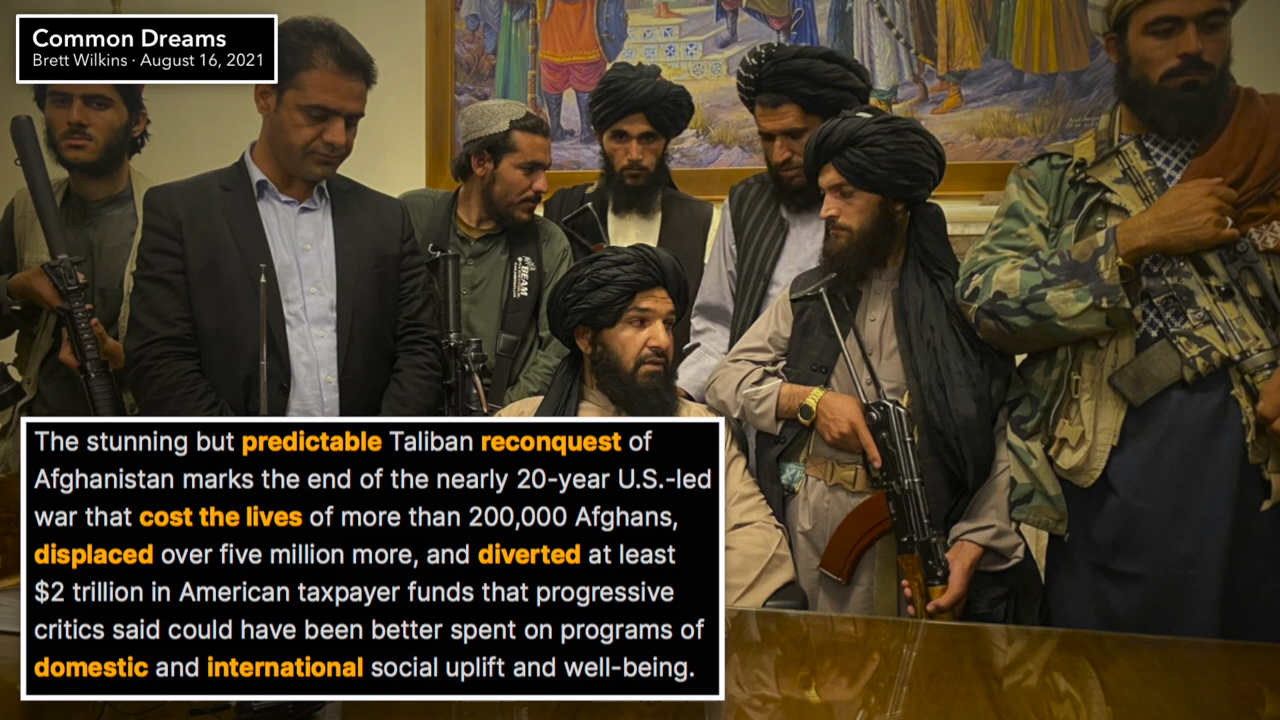 Common Dreams
Brett Wilkins · August 16, 2021
BEAM
The stunning but predictable Taliban reconquest of
Afghanistan marks the end of the nearly 20-year U.S.-led
war that cost the lives of more than 200,000 Afghans,
displaced over five million more, and diverted at least
$2 trillion in American taxpayer funds that progressive
critics said could have been better spent on programs of
domestic and international social uplift and well-being.